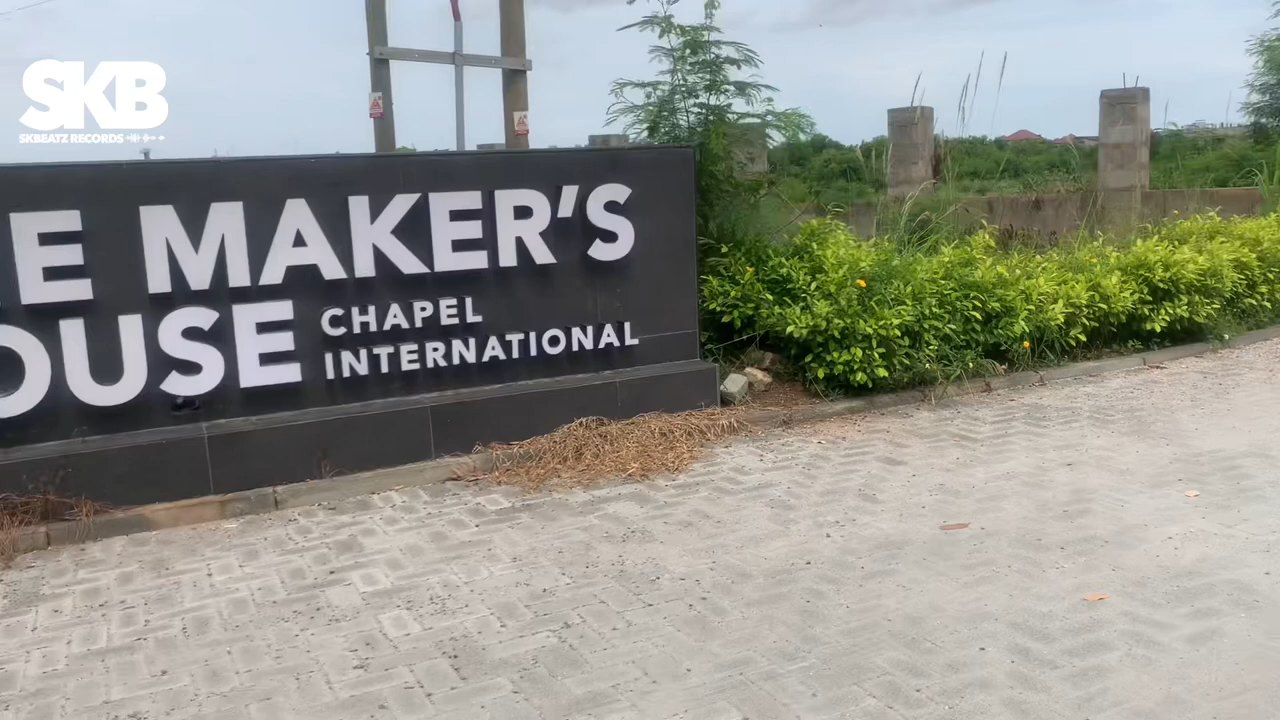 SKB
SKBEATZ RECORDS
E MAKER'S
OUSE CHAPEL
INTERNATIONAL